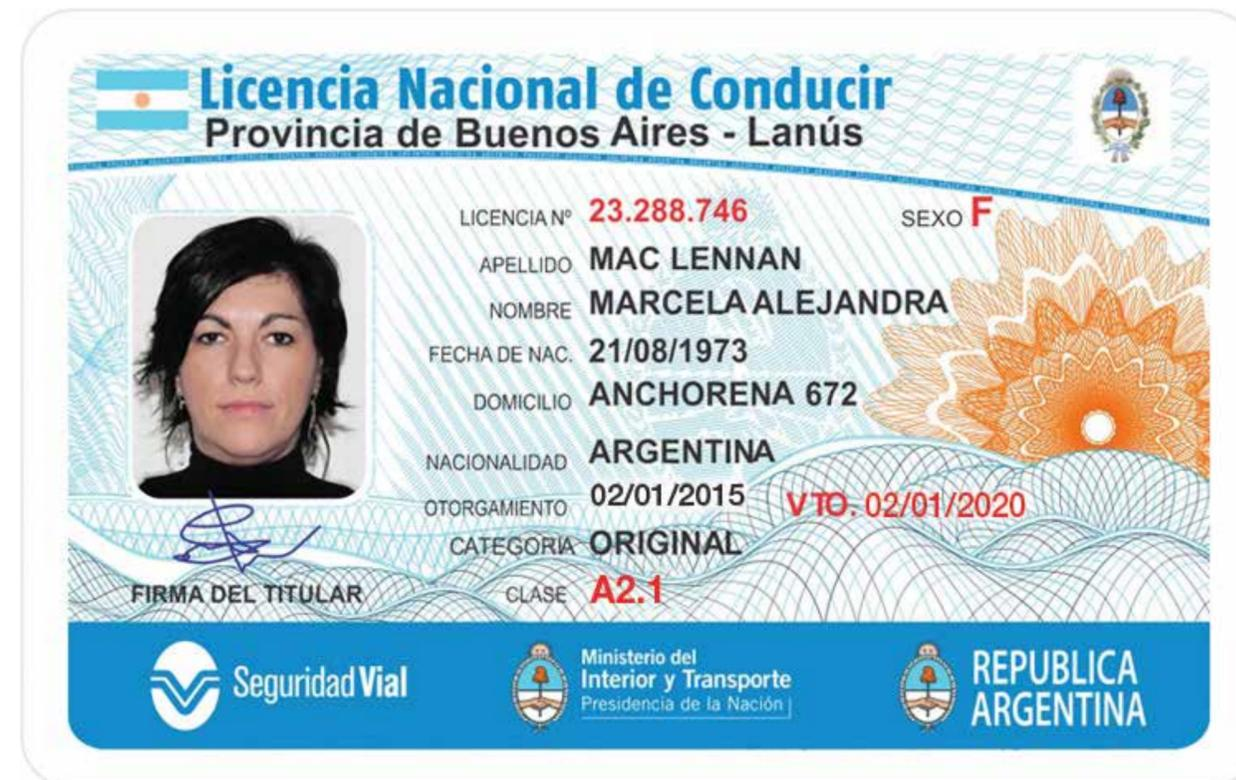 Licencia Nacional de Conducir
Provincia de Buenos Aires - Lanús
LICENCIA Nº 23.288.746 SEXO F
APELLIDO MAC LENNAN
NOMBRE MARCELA ALEJANDRA
FECHA DE NAC. 21/08/1973
DOMICILIO ANCHORENA 672
NACIONALIDAD ARGENTINA
OTORGAMIENTO 02/01/2015 VTO. 02/01/2020
CATEGORIA ORIGINAL
FIRMA DEL TITULAR CLASE A2.1
Seguridad Vial
Ministerio del
Interior y Transporte
Presidencia de la Nación
REPUBLICA
ARGENTINA